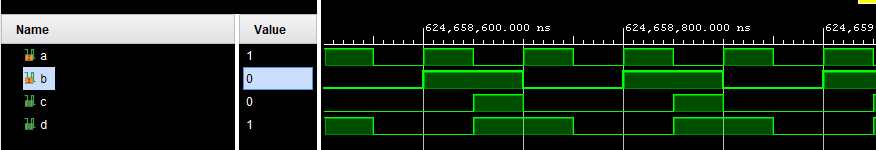 Name Value 624,658,600.000 ns 624,658,800.000 ns 624,659
a 1
b 0
c 0
d 1